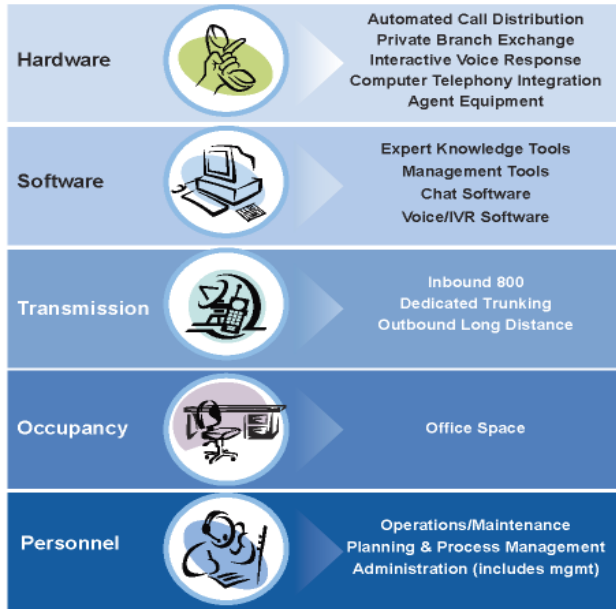 Hardware
Automated Call Distribution
Private Branch Exchange
Interactive Voice Response
Computer Telephony Integration
Agent Equipment
Software
Expert Knowledge Tools
Management Tools
Chat Software
Voice/IVR Software
Transmission
Inbound 800
Dedicated Trunking
Outbound Long Distance
Occupancy
Office Space
Personnel
Operations/Maintenance
Planning & Process Management
Administration (includes mgmt)